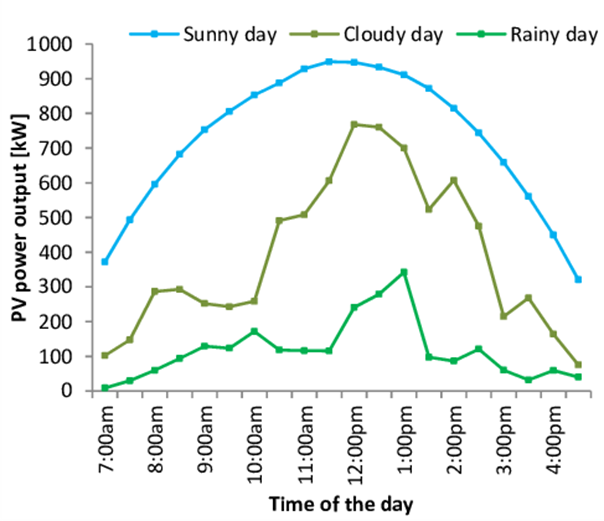 Sunny day Cloudy day Rainy day
PV power output [kW]
1000
900
800
700
600
500
400
300
200
100
0
7:00am 8:00am 9:00am 10:00am 11:00am 12:00pm 1:00pm 2:00pm 3:00pm 4:00pm
Time of the day